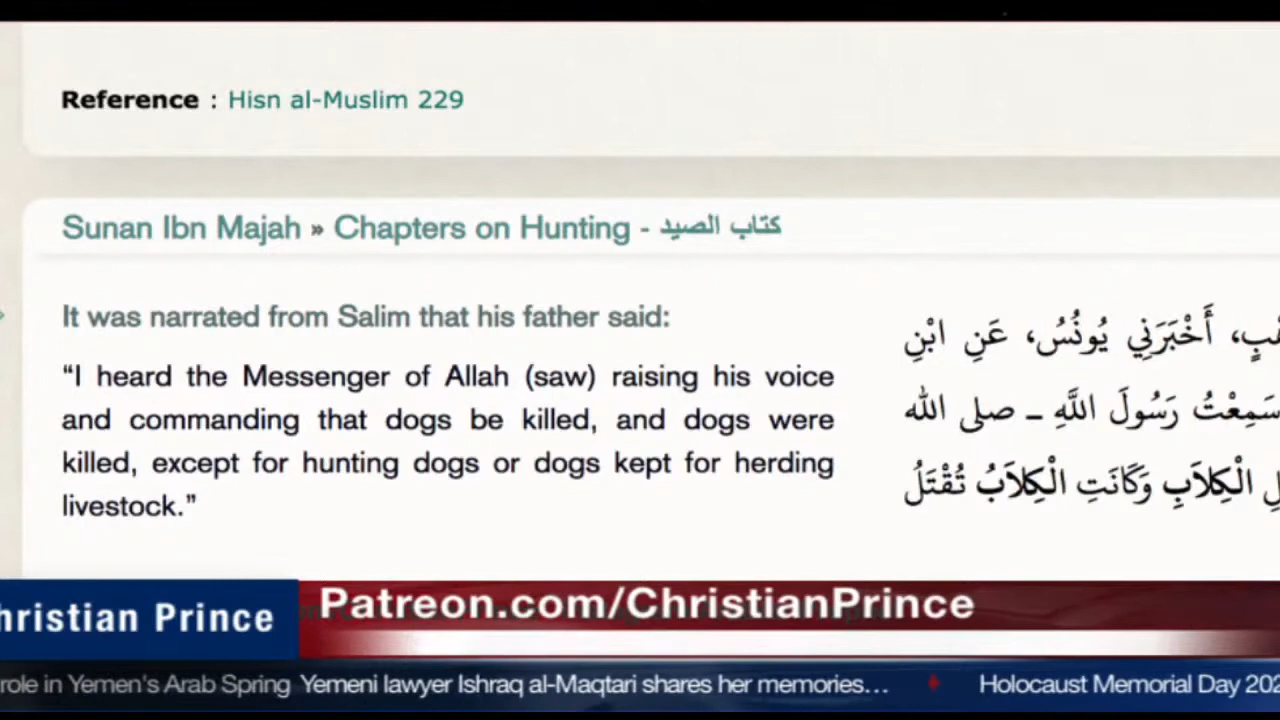 Reference : Hisn al-Muslim 229
Sunan Ibn Majah » Chapters on Hunting - كتاب الصيد
It was narrated from Salim that his father said:
“I heard the Messenger of Allah (saw) raising his voice
and commanding that dogs be killed, and dogs were
killed, except for hunting dogs or dogs kept for herding
livestock.”
أَخْبَرَنِي يُونُسُ، عَنِ ابْنِ
سَمِعْتُ رَسُولَ اللَّهِ ـ صلى الله
الْكِلاَبِ وَكَانَتِ الْكِلاَبُ تُقْتَلُ
hristian Prince
Patreon.com/ChristianPrince
role in Yemen's Arab Spring Yemeni lawyer Ishraq al-Maqtari shares her memories... Holocaust Memorial Day 202